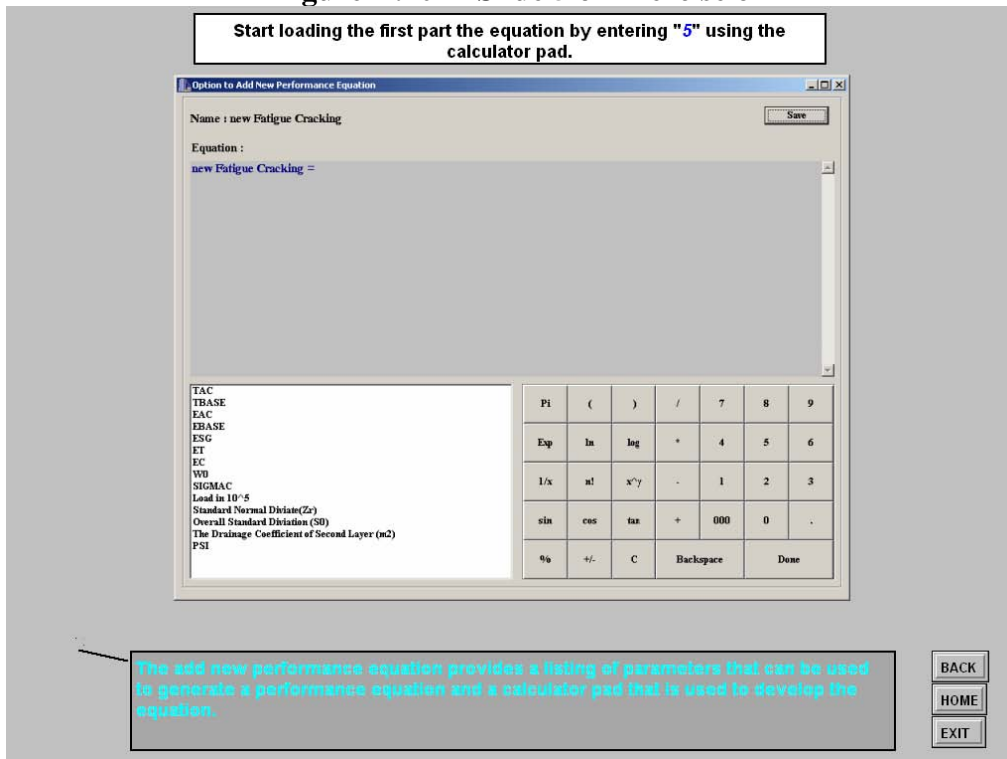 Start loading the first part the equation by entering "5" using the
calculator pad.
Option to Add New Performance Equation
Name : new Fatigue Cracking
Save
Equation :
new Fatigue Cracking =
TAC
TBASE
EAC
EBASE
ESG
ET
EC
W0
SIGMAC
Load in 10^5
Standard Normal Diviate(Zr)
Overall Standard Diviation (S0)
The Drainage Coefficient of Second Layer (m2)
PSI
Pi ( ) / 7 8 9
Exp ln log * 4 5 6
1/x n! x^y - 1 2 3
sin cos tan + 000 0 .
% +/- C Backspace Done
The add new performance equation provides a listing of parameters that can be used
to generate a performance equation and a calculator pad that is used to develop the
equation.
BACK
HOME
EXIT